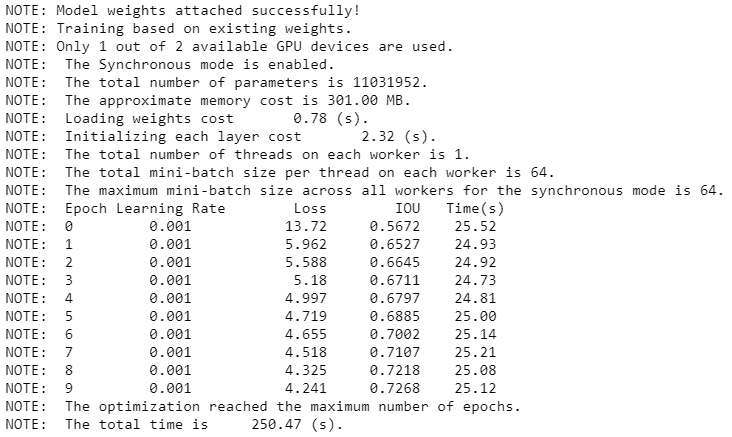 NOTE: Model weights attached successfully!
NOTE: Training based on existing weights.
NOTE: Only 1 out of 2 available GPU devices are used.
NOTE:  The Synchronous mode is enabled.
NOTE:  The total number of parameters is 11031952.
NOTE:  The approximate memory cost is 301.00 MB.
NOTE:  Loading weights cost       0.78 (s).
NOTE:  Initializing each layer cost       2.32 (s).
NOTE:  The total number of threads on each worker is 1.
NOTE:  The total mini-batch size per thread on each worker is 64.
NOTE:  The maximum mini-batch size across all workers for the synchronous mode is 64.
NOTE:  Epoch Learning Rate        Loss        IOU   Time(s)
NOTE:  0         0.001           13.72     0.5672    25.52
NOTE:  1         0.001           5.962     0.6527    24.93
NOTE:  2         0.001           5.588     0.6645    24.92
NOTE:  3         0.001            5.18     0.6711    24.73
NOTE:  4         0.001           4.997     0.6797    24.81
NOTE:  5         0.001           4.719     0.6885    25.00
NOTE:  6         0.001           4.655     0.7002    25.14
NOTE:  7         0.001           4.518     0.7107    25.21
NOTE:  8         0.001           4.325     0.7218    25.08
NOTE:  9         0.001           4.241     0.7268    25.12
NOTE:  The optimization reached the maximum number of epochs.
NOTE:  The total time is     250.47 (s).